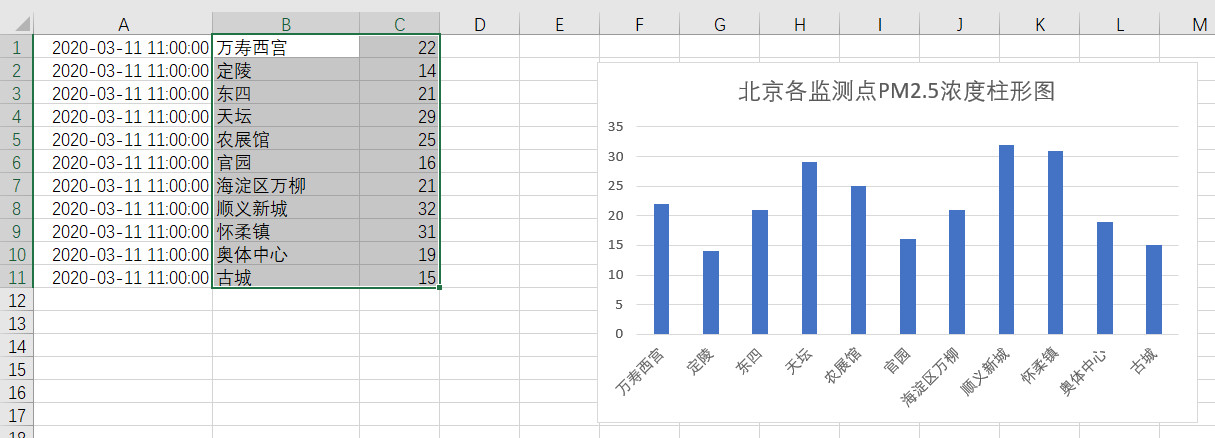 A B C D E F G H I J K L M
1 2020-03-11 11:00:00 万寿西宫 22
2 2020-03-11 11:00:00 定陵 14
3 2020-03-11 11:00:00 东四 21
4 2020-03-11 11:00:00 天坛 29
5 2020-03-11 11:00:00 农展馆 25
6 2020-03-11 11:00:00 官园 16
7 2020-03-11 11:00:00 海淀区万柳 21
8 2020-03-11 11:00:00 顺义新城 32
9 2020-03-11 11:00:00 怀柔镇 31
10 2020-03-11 11:00:00 奥体中心 19
11 2020-03-11 11:00:00 古城 15
12
13
14
15
16
17
18
北京各监测点PM2.5浓度柱形图
35
30
25
20
15
10
5
0
万寿西宫 定陵 东四 天坛 农展馆 官园 海淀区万柳 顺义新城 怀柔镇 奥体中心 古城